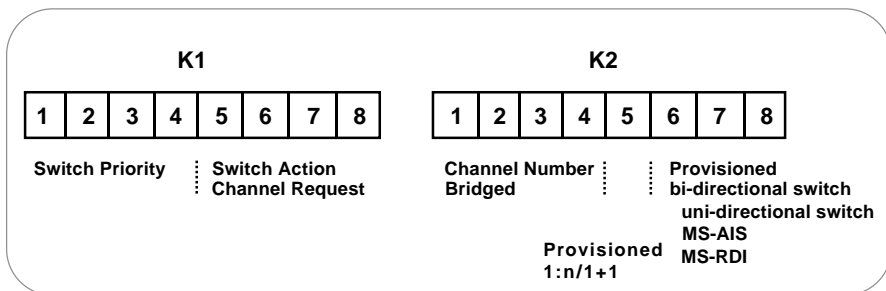 K1
K2
1 2 3 4 5 6 7 8
1 2 3 4 5 6 7 8
Switch Priority
Switch Action
Channel Request
Channel Number
Bridged
Provisioned
1:n/1+1
Provisioned
bi-directional switch
uni-directional switch
MS-AIS
MS-RDI